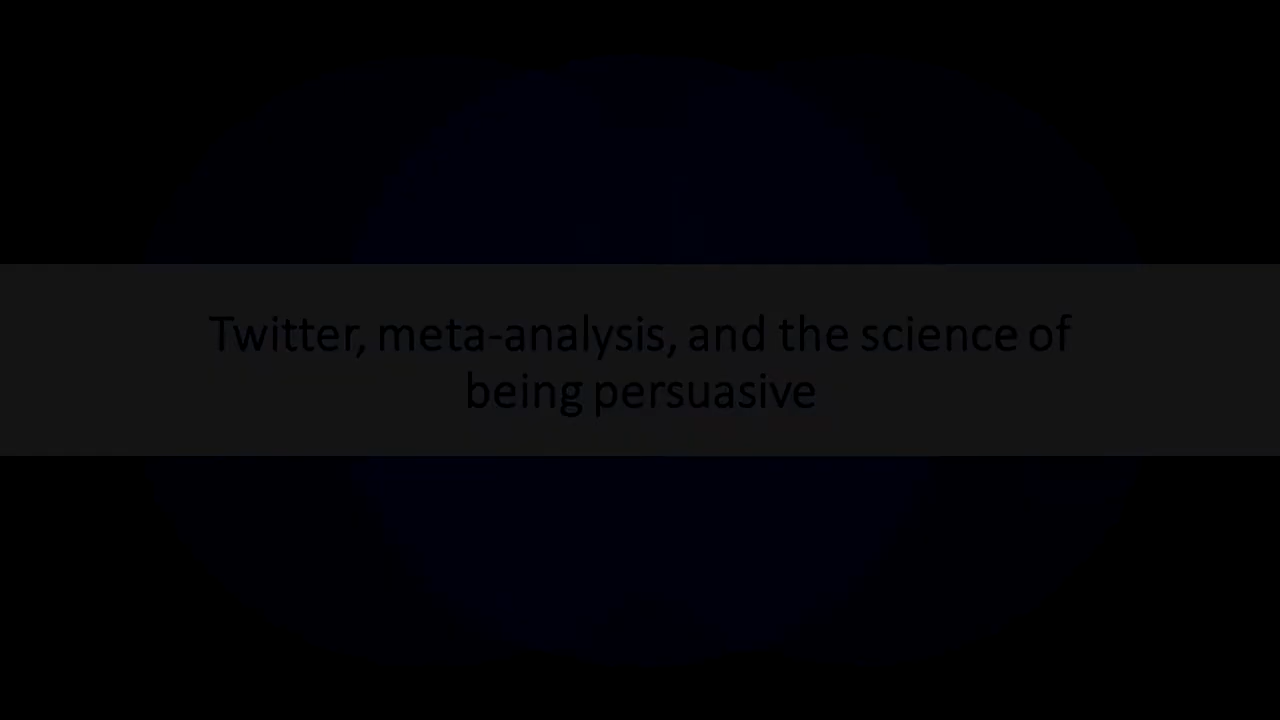 Twitter, meta-analysis, and the science of
being persuasive